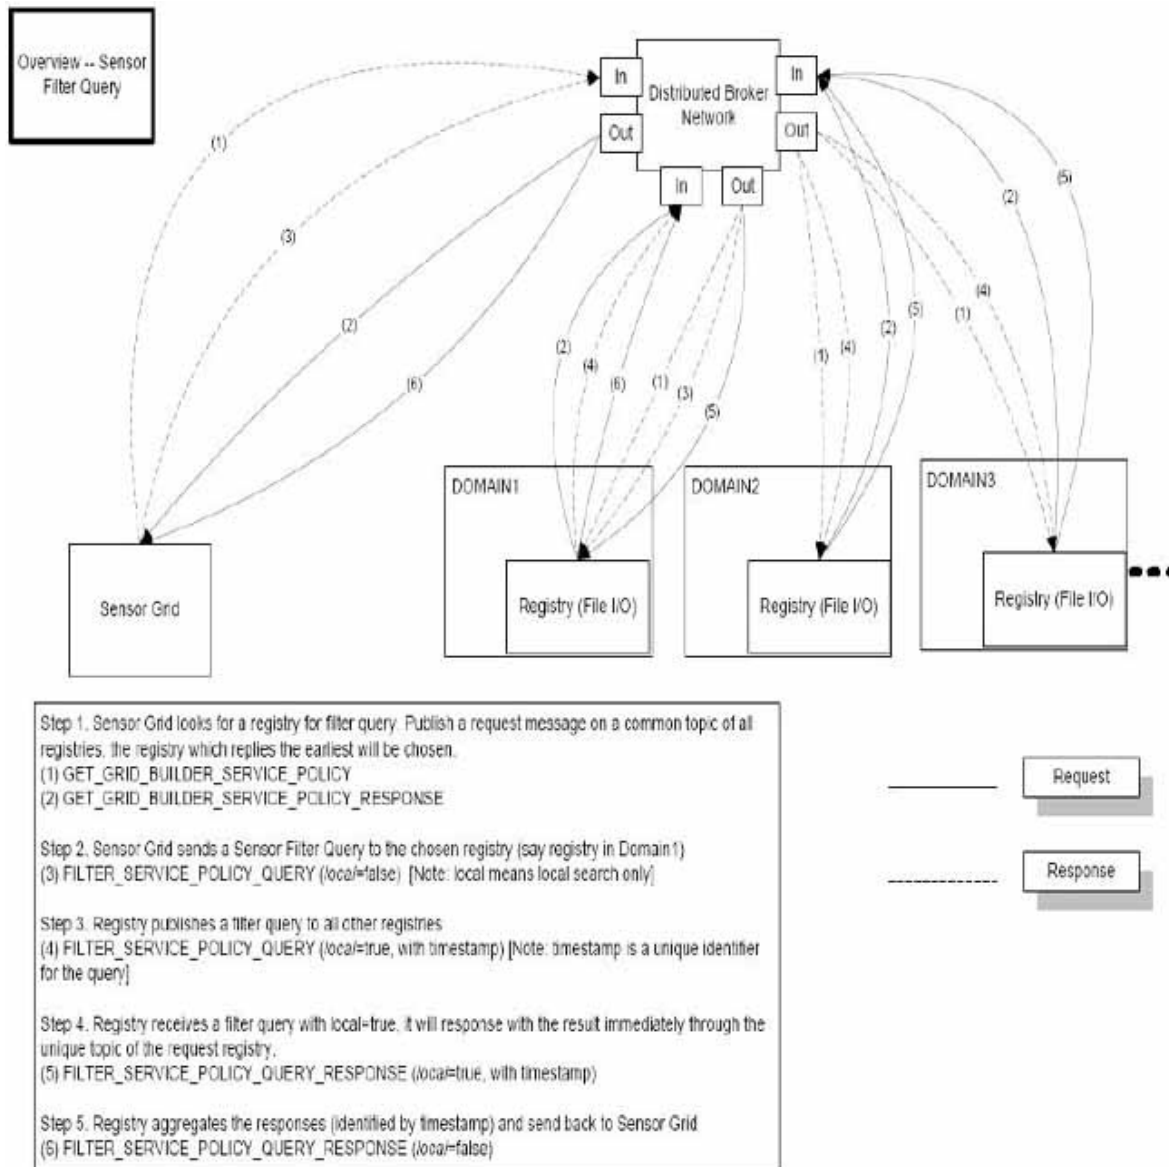 Overview -- Sensor
Filter Query
In
Distributed Broker
Network
In
Out
Out
In
Out
(1)
(3)
(2)
(6)
(2)
(4)
(6)
(1)
(3)
(5)
(1)
(4)
(2)
(5)
(1)
(4)
(2)
(5)
DOMAIN1
DOMAIN2
DOMAIN3
Sensor Grid
Registry (File I/O)
Registry (File I/O)
Registry (File I/O)
Step 1. Sensor Grid looks for a registry for filter query. Publish a request message on a common topic of all
registries, the registry which replies the earliest will be chosen.
(1) GET_GRID_BUILDER_SERVICE_POLICY
(2) GET_GRID_BUILDER_SERVICE_POLICY_RESPONSE
Step 2. Sensor Grid sends a Sensor Filter Query to the chosen registry (say registry in Domain1)
(3) FILTER_SERVICE_POLICY_QUERY (local=false) [Note: local means local search only]
Step 3. Registry publishes a filter query to all other registries
(4) FILTER_SERVICE_POLICY_QUERY (local=true, with timestamp) [Note: timestamp is a unique identifier
for the query]
Step 4. Registry receives a filter query with local=true, it will response with the result immediately through the
unique topic of the request registry.
(5) FILTER_SERVICE_POLICY_QUERY_RESPONSE (local=true, with timestamp)
Step 5. Registry aggregates the responses (identified by timestamp) and send back to Sensor Grid
(6) FILTER_SERVICE_POLICY_QUERY_RESPONSE (local=false)
Request
Response